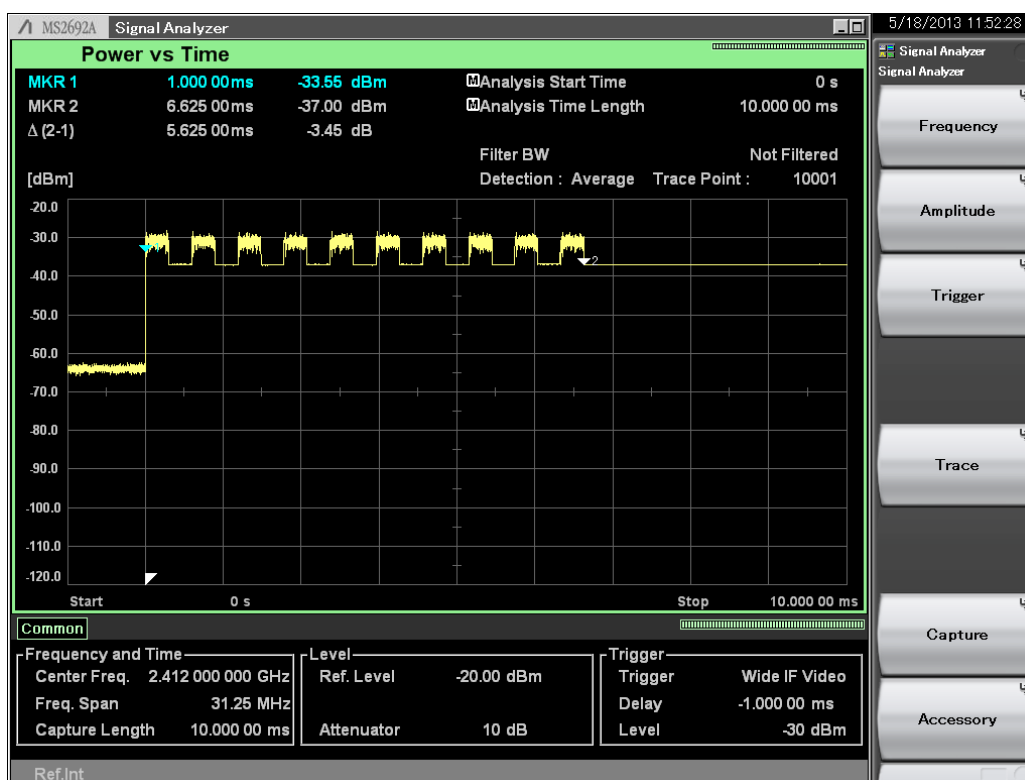 MS2692A Signal Analyzer
5/18/2013 11:52:28
Power vs Time
MKR 1 1.000 00 ms -33.55 dBm
MKR 2 6.625 00 ms -37.00 dBm
Δ (2-1) 5.625 00 ms -3.45 dB
M Analysis Start Time 0 s
M Analysis Time Length 10.000 00 ms
Filter BW Not Filtered
Detection : Average Trace Point : 10001
[dBm]
-20.0
-30.0
-40.0
-50.0
-60.0
-70.0
-80.0
-90.0
-100.0
-110.0
-120.0
2
Start 0 s Stop 10.000 00 ms
Common
Frequency and Time
Center Freq. 2.412 000 000 GHz
Freq. Span 31.25 MHz
Capture Length 10.000 00 ms
Level
Ref. Level -20.00 dBm
Attenuator 10 dB
Trigger
Trigger Wide IF Video
Delay -1.000 00 ms
Level -30 dBm
Ref.Int
Signal Analyzer
Signal Analyzer
Frequency
Amplitude
Trigger
Trace
Capture
Accessory